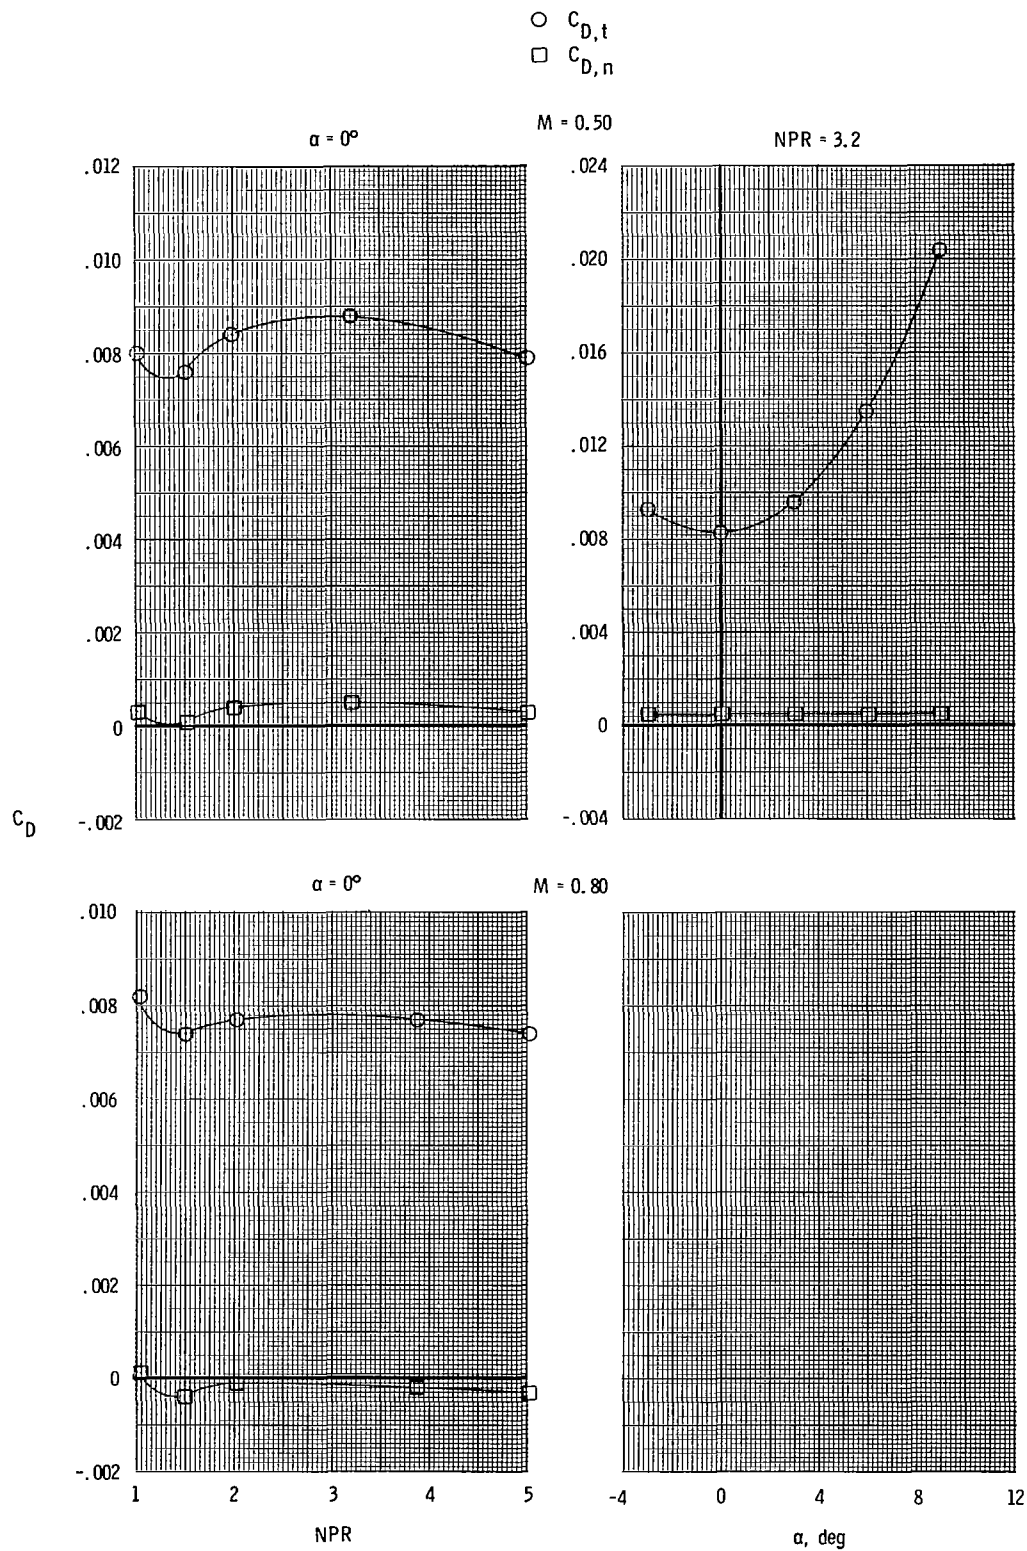 C_D,t
C_D,n
M = 0.50
α = 0°
NPR = 3.2
.012
.010
.008
.006
.004
.002
0
-.002
.024
.020
.016
.012
.008
.004
0
-.004
C_D
α = 0°
M = 0.80
.010
.008
.006
.004
.002
0
-.002
1 2 3 4 5
NPR
-4 0 4 8 12
α, deg